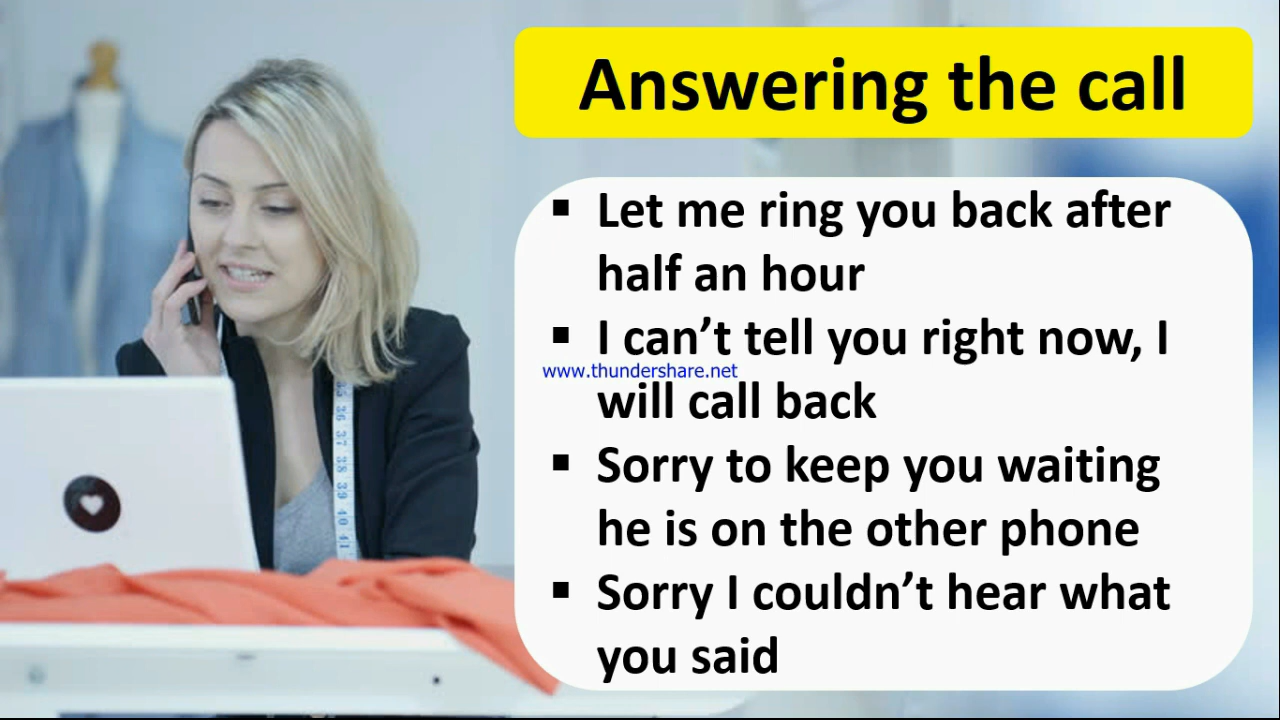 Answering the call
▪ Let me ring you back after
half an hour
▪ I can’t tell you right now, I
www.thundershare.net
will call back
▪ Sorry to keep you waiting
he is on the other phone
▪ Sorry I couldn’t hear what
you said